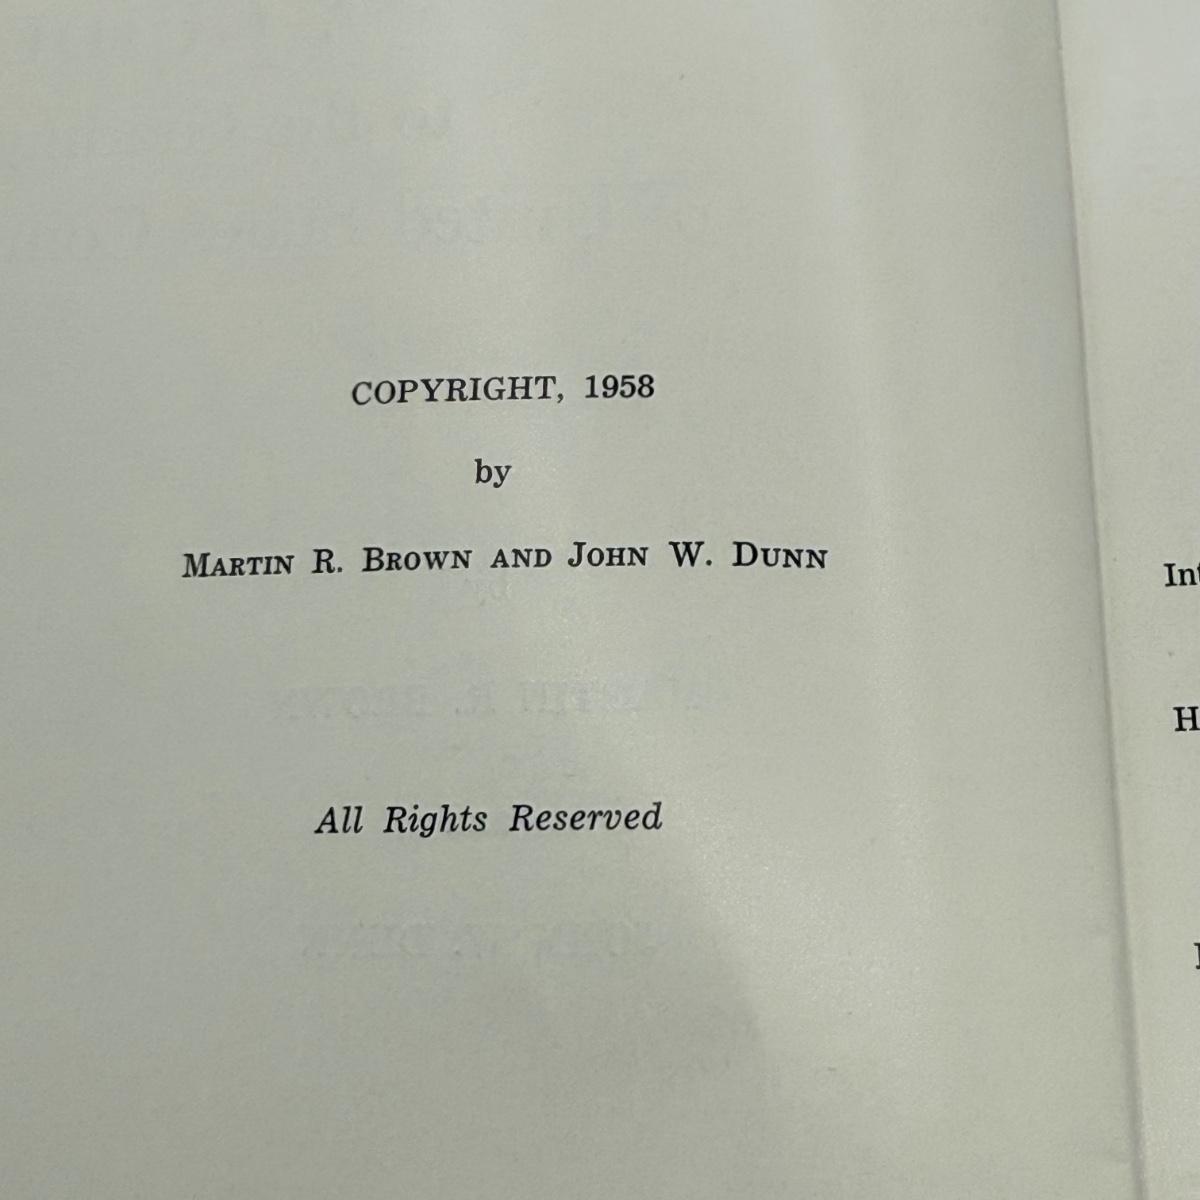 COPYRIGHT, 1958
by
MARTIN R. BROWN AND JOHN W. DUNN
All Rights Reserved